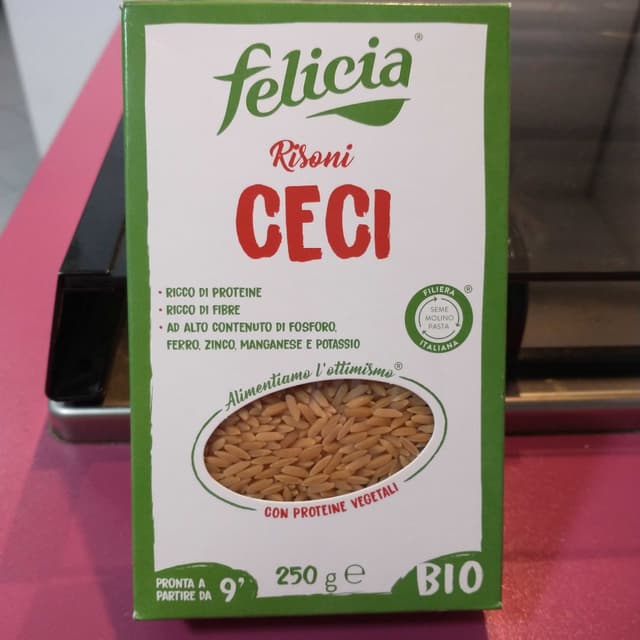 felicia®
Risoni
CECI
• RICCO DI PROTEINE
• RICCO DI FIBRE
• AD ALTO CONTENUTO DI FOSFORO,
FERRO, ZINCO, MANGANESE E POTASSIO
FILIERA ®
SEME
MOLINO
PASTA
ITALIANA
Alimentiamo l'ottimismo®
CON PROTEINE VEGETALI
PRONTA A
PARTIRE DA 9'
250 g ℮
BIO